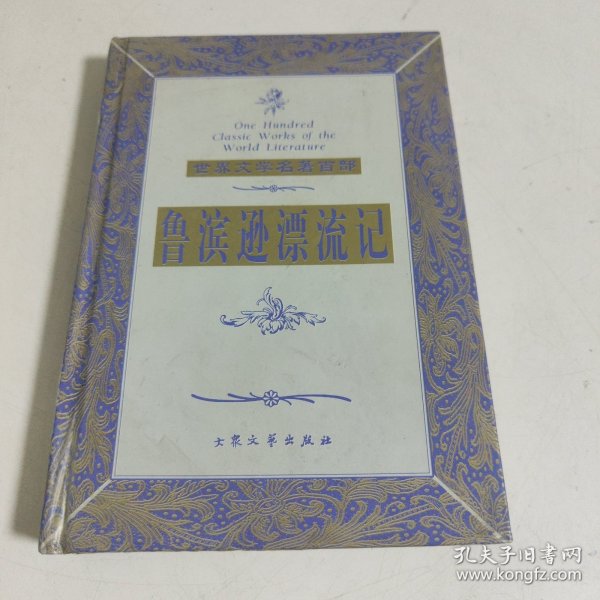 One Hundred
Classic Works of the
World Literature
世界文学名著百部
鲁滨逊漂流记
大众文艺出版社
孔夫子旧书网
www.kongfz.com